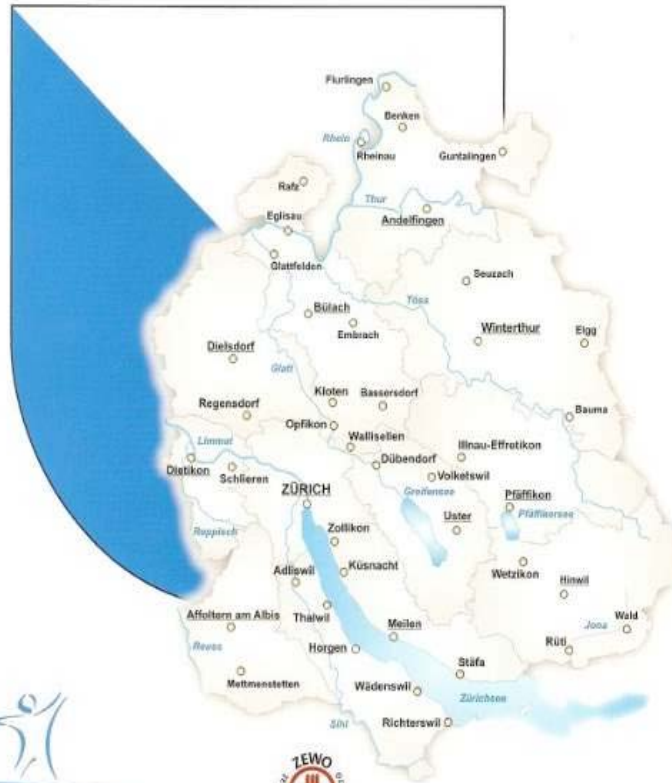 Flurlingen
Benken
Rhein
Rheinau
Guntalingen
Rafz
Thur
Andelfingen
Eglisau
Glattfelden
Seuzach
Töss
Bülach
Embrach
Winterthur
Elgg
Dielsdorf
Glatt
Kloten
Bassersdorf
Regensdorf
Bauma
Opfikon
Wallisellen
Illnau-Effretikon
Limmat
Dübendorf
Dietikon
Schlieren
Volketswil
ZÜRICH
Greifensee
Pfäffikon
Pfäffikersee
Uster
Reppisch
Zollikon
Küsnacht
Wetzikon
Adliswil
Hinwil
Thalwil
Affoltern am Albis
Meilen
Jona
Wald
Reuss
Horgen
Rüti
Mettmenstetten
Stäfa
Wädenswil
Zürichsee
Sihl
Richterswil
ZEWO